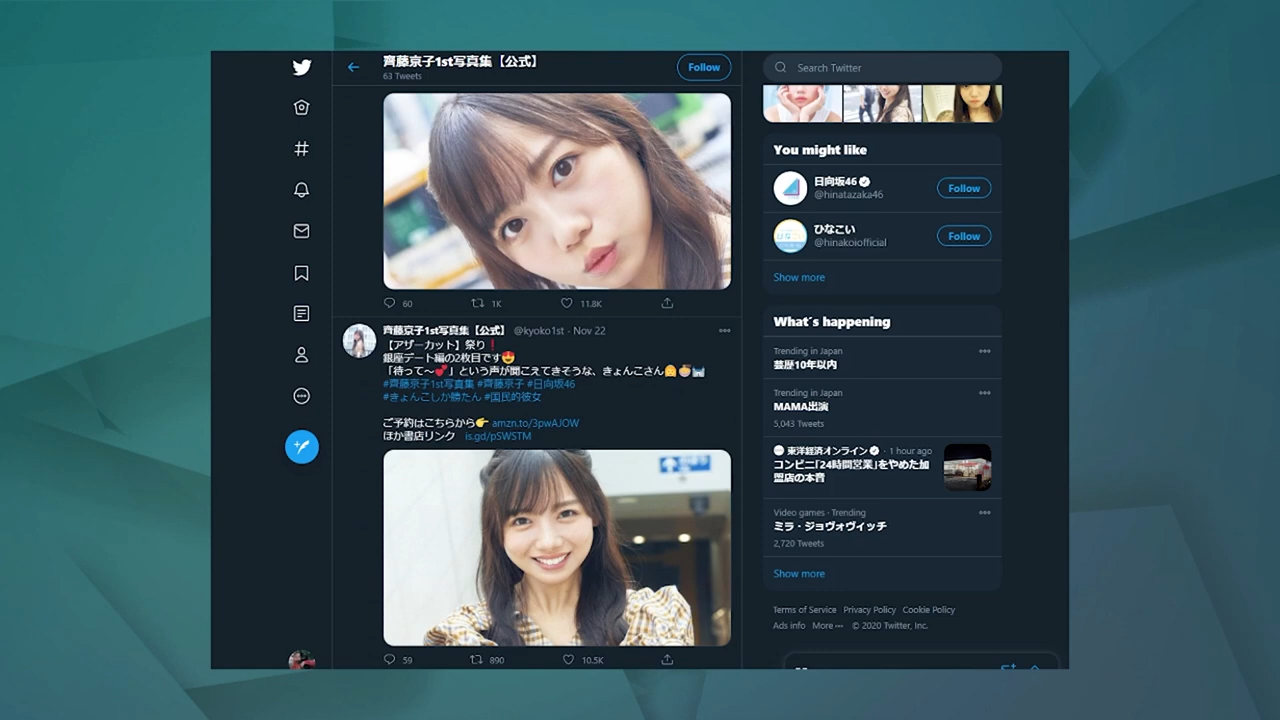 齊藤京子1st写真集【公式】
63 Tweets
Follow
60
1K
11.8K
齊藤京子1st写真集【公式】 @kyoko1st · Nov 22
【アザーカット】祭り❗
銀座デート編の2枚目です😍
「待って〜💕」という声が聞こえてきそうな、きょんこさん
#齊藤京子1st写真集 #齊藤京子 #日向坂46
#きょんこしか勝たん #国民的彼女
ご予約はこちらから👉 amzn.to/3pwAJOW
ほか書店リンク is.gd/pSWSTM
59
890
10.5K
Search Twitter
You might like
日向坂46
@hinatazaka46
Follow
ひなこい
@hinakoiofficial
Follow
Show more
What's happening
Trending in Japan
芸歴10年以内
Trending in Japan
MAMA出演
5,043 Tweets
東洋経済オンライン · 1 hour ago
コンビニ｢24時間営業｣をやめた加
盟店の本音
Video games · Trending
ミラ・ジョヴォヴィッチ
2,720 Tweets
Show more
Terms of Service Privacy Policy Cookie Policy
Ads info More ··· © 2020 Twitter, Inc.